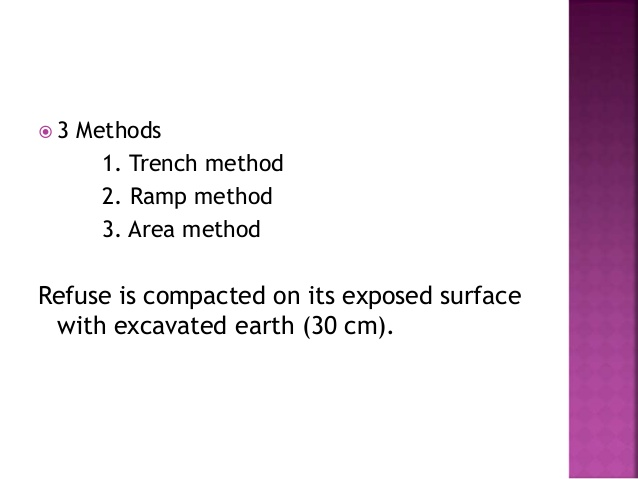 3 Methods
1. Trench method
2. Ramp method
3. Area method
Refuse is compacted on its exposed surface
with excavated earth (30 cm).